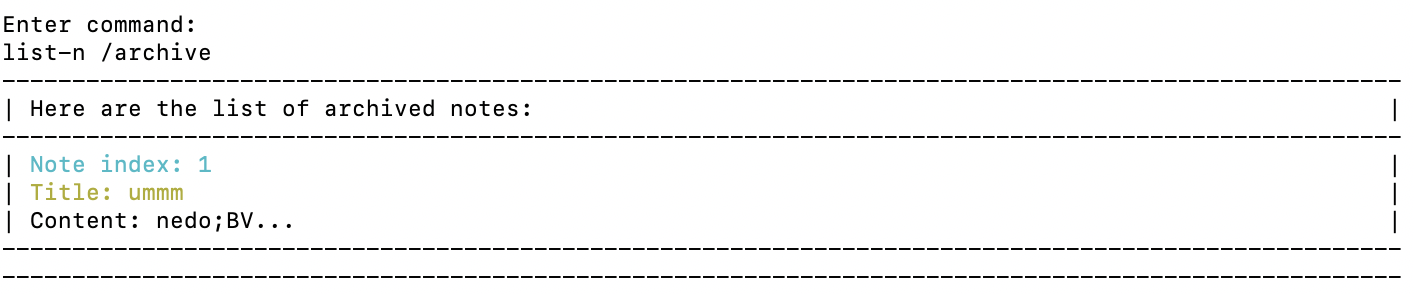 Enter command:
list-n /archive
----------------------------------------------------------------------------------------------------
| Here are the list of archived notes: |
----------------------------------------------------------------------------------------------------
| Note index: 1 |
| Title: ummm |
| Content: nedo;BV... |
----------------------------------------------------------------------------------------------------
----------------------------------------------------------------------------------------------------